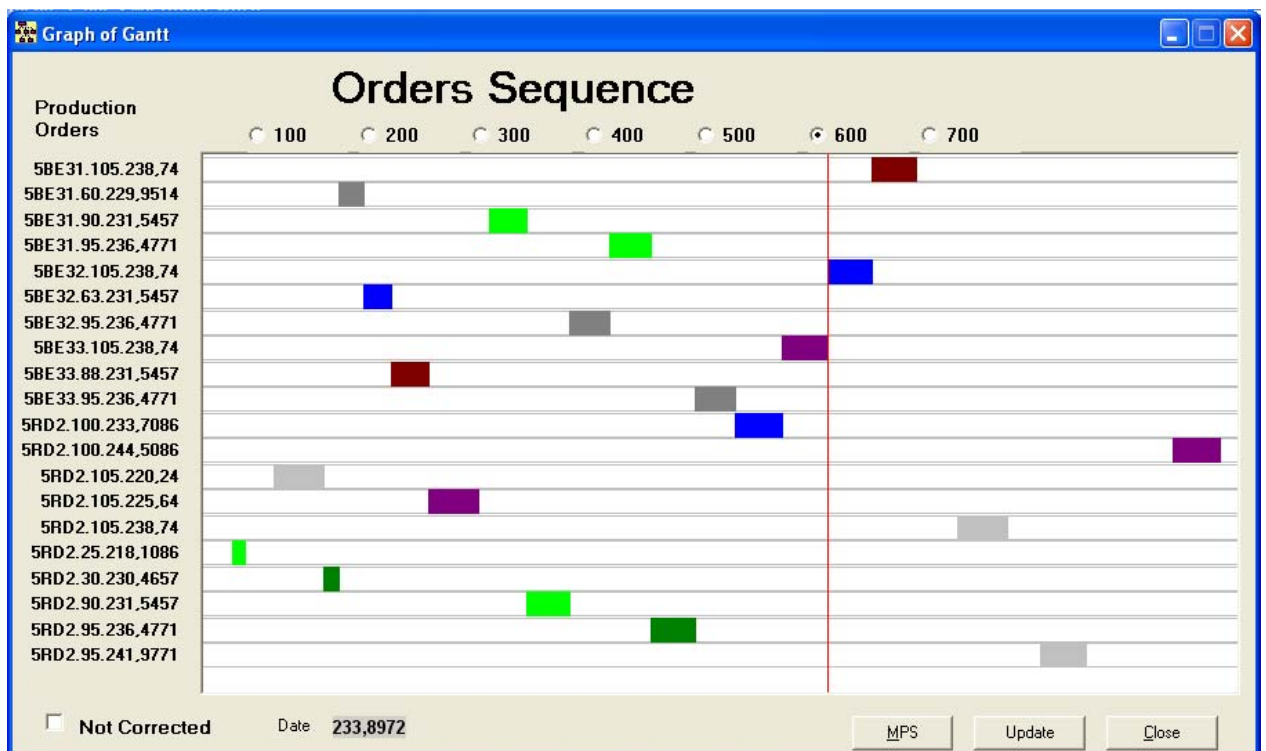 Graph of Gantt
Orders Sequence
Production
Orders
100 200 300 400 500 600 700
5BE31.105.238,74
5BE31.60.229,9514
5BE31.90.231,5457
5BE31.95.236,4771
5BE32.105.238,74
5BE32.63.231,5457
5BE32.95.236,4771
5BE33.105.238,74
5BE33.88.231,5457
5BE33.95.236,4771
5RD2.100.233,7086
5RD2.100.244,5086
5RD2.105.220,24
5RD2.105.225,64
5RD2.105.238,74
5RD2.25.218,1086
5RD2.30.230,4657
5RD2.90.231,5457
5RD2.95.236,4771
5RD2.95.241,9771
Not Corrected Date 233,8972 MPS Update Close